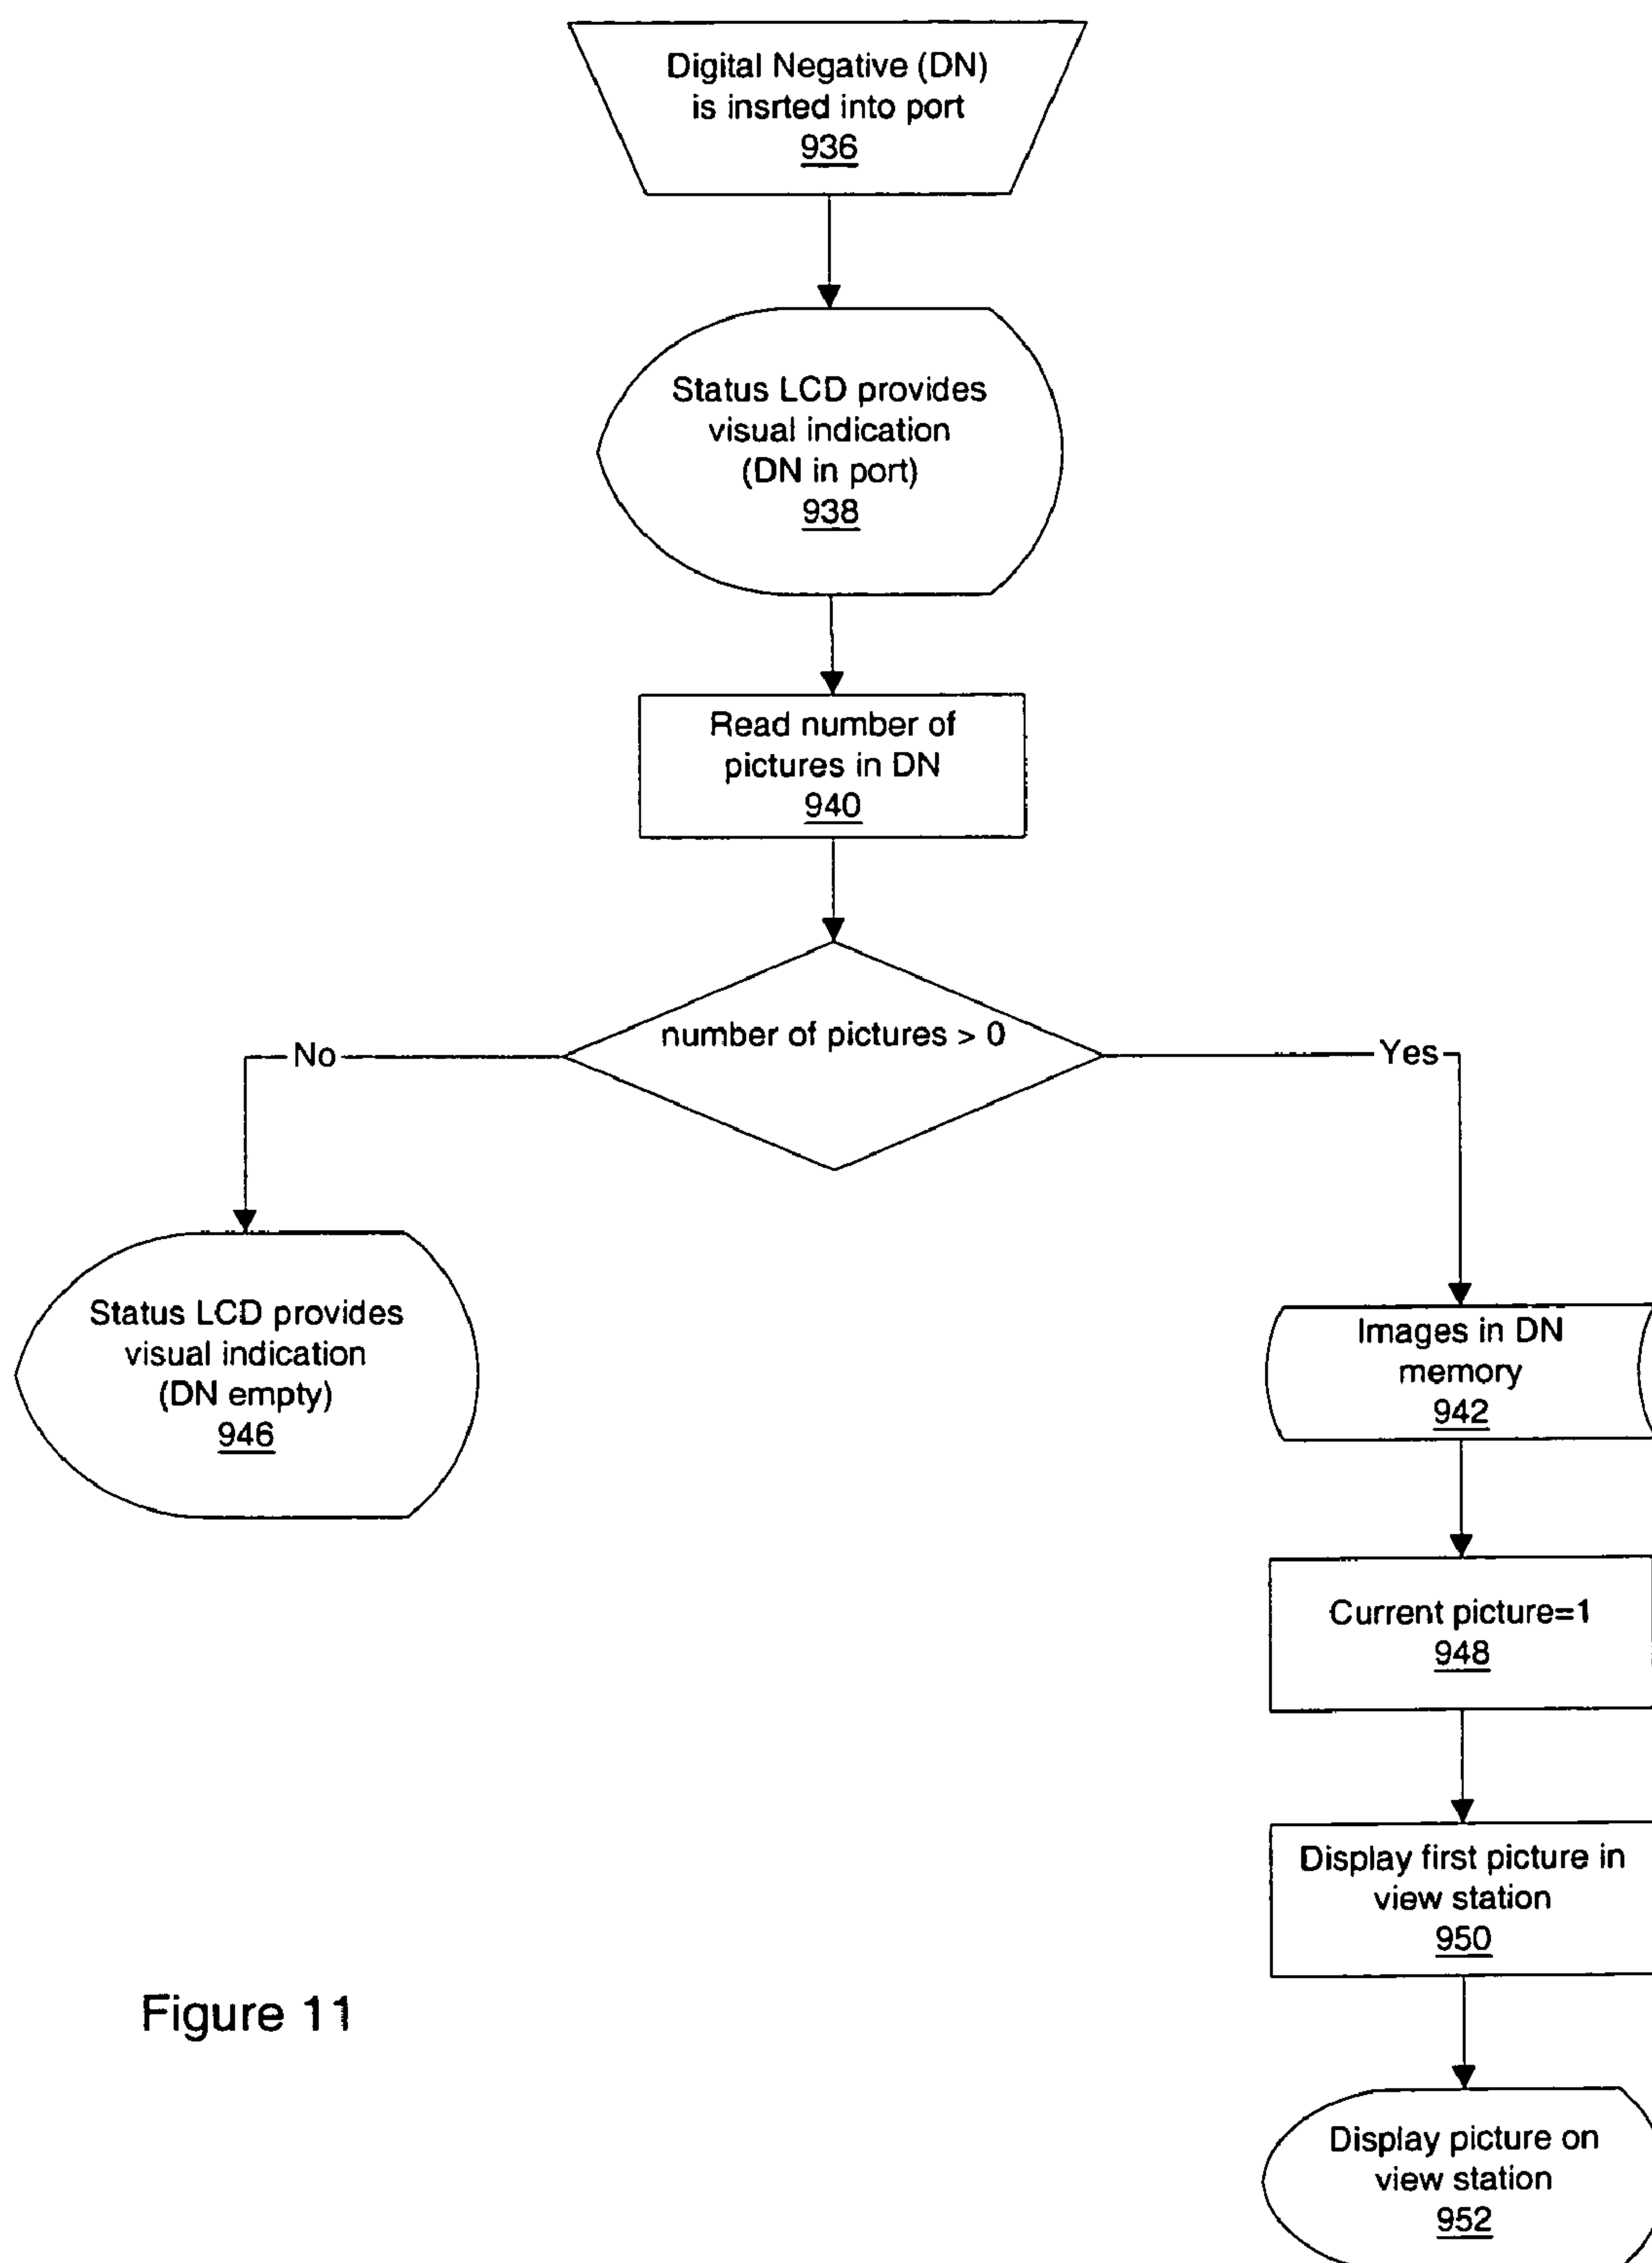 Digital Negative (DN)
is insrted into port
936
Status LCD provides
visual indication
(DN in port)
938
Read number of
pictures in DN
940
number of pictures > 0
No
Yes
Status LCD provides
visual indication
(DN empty)
946
Images in DN
memory
942
Current picture=1
948
Display first picture in
view station
950
Display picture on
view station
952
Figure 11